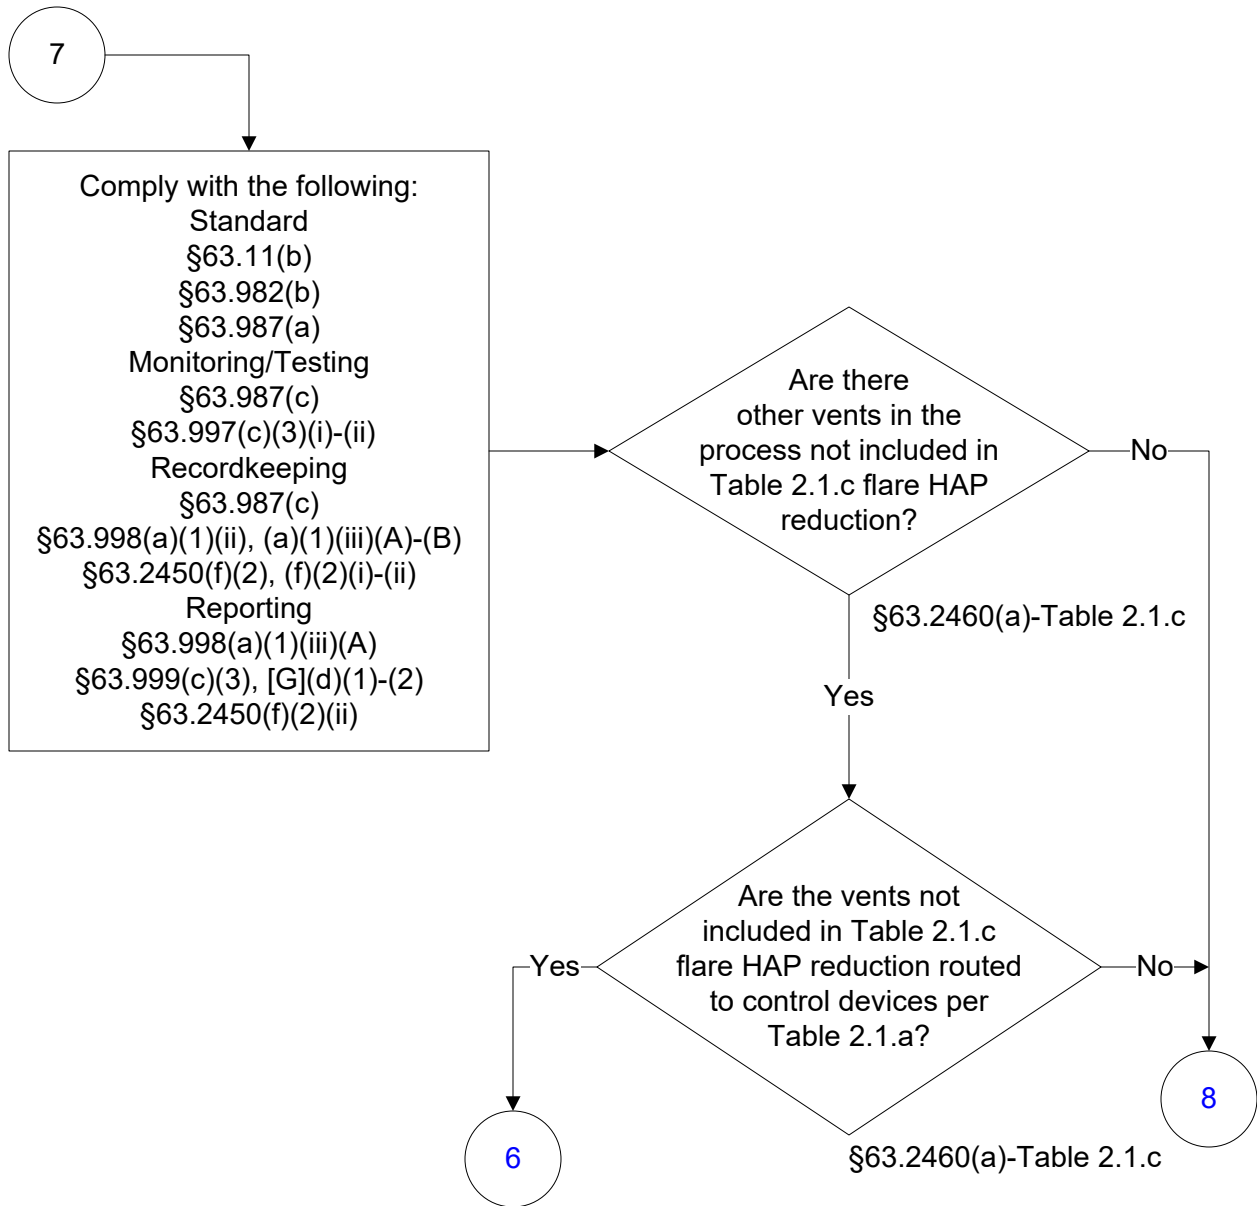 7
Comply with the following:
Standard
§63.11(b)
§63.982(b)
§63.987(a)
Monitoring/Testing
§63.987(c)
§63.997(c)(3)(i)-(ii)
Recordkeeping
§63.987(c)
§63.998(a)(1)(ii), (a)(1)(iii)(A)-(B)
§63.2450(f)(2), (f)(2)(i)-(ii)
Reporting
§63.998(a)(1)(iii)(A)
§63.999(c)(3), [G](d)(1)-(2)
§63.2450(f)(2)(ii)
Are there
other vents in the
process not included in
Table 2.1.c flare HAP
reduction?
No
§63.2460(a)-Table 2.1.c
Yes
Are the vents not
included in Table 2.1.c
flare HAP reduction routed
to control devices per
Table 2.1.a?
Yes
No
8
6
§63.2460(a)-Table 2.1.c